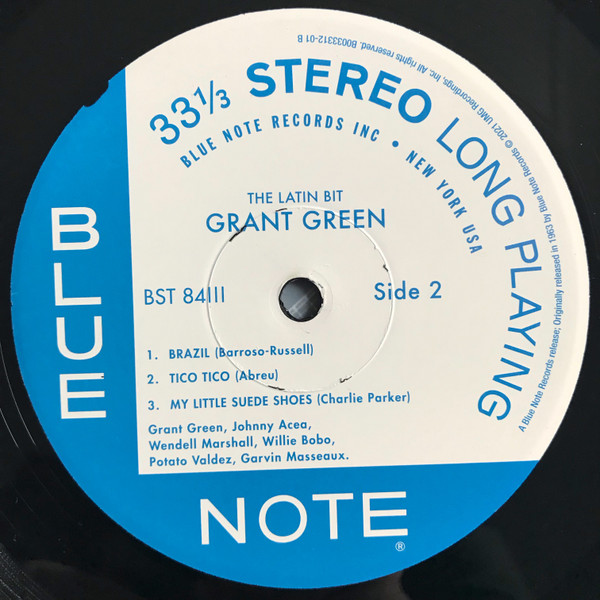 33⅓ STEREO LONG PLAYING
BLUE NOTE RECORDS INC • NEW YORK USA
THE LATIN BIT
GRANT GREEN
BST 84111
Side 2
1. BRAZIL (Barroso-Russell)
2. TICO TICO (Abreu)
3. MY LITTLE SUEDE SHOES (Charlie Parker)
Grant Green, Johnny Acea,
Wendell Marshall, Willie Bobo,
Potato Valdez, Garvin Masseaux.
BLUE
NOTE®
A Blue Note Records release; Originally released in 1963 by Blue Note Records © 2021 UMG Recordings, Inc. All rights reserved. B0033312-01 B